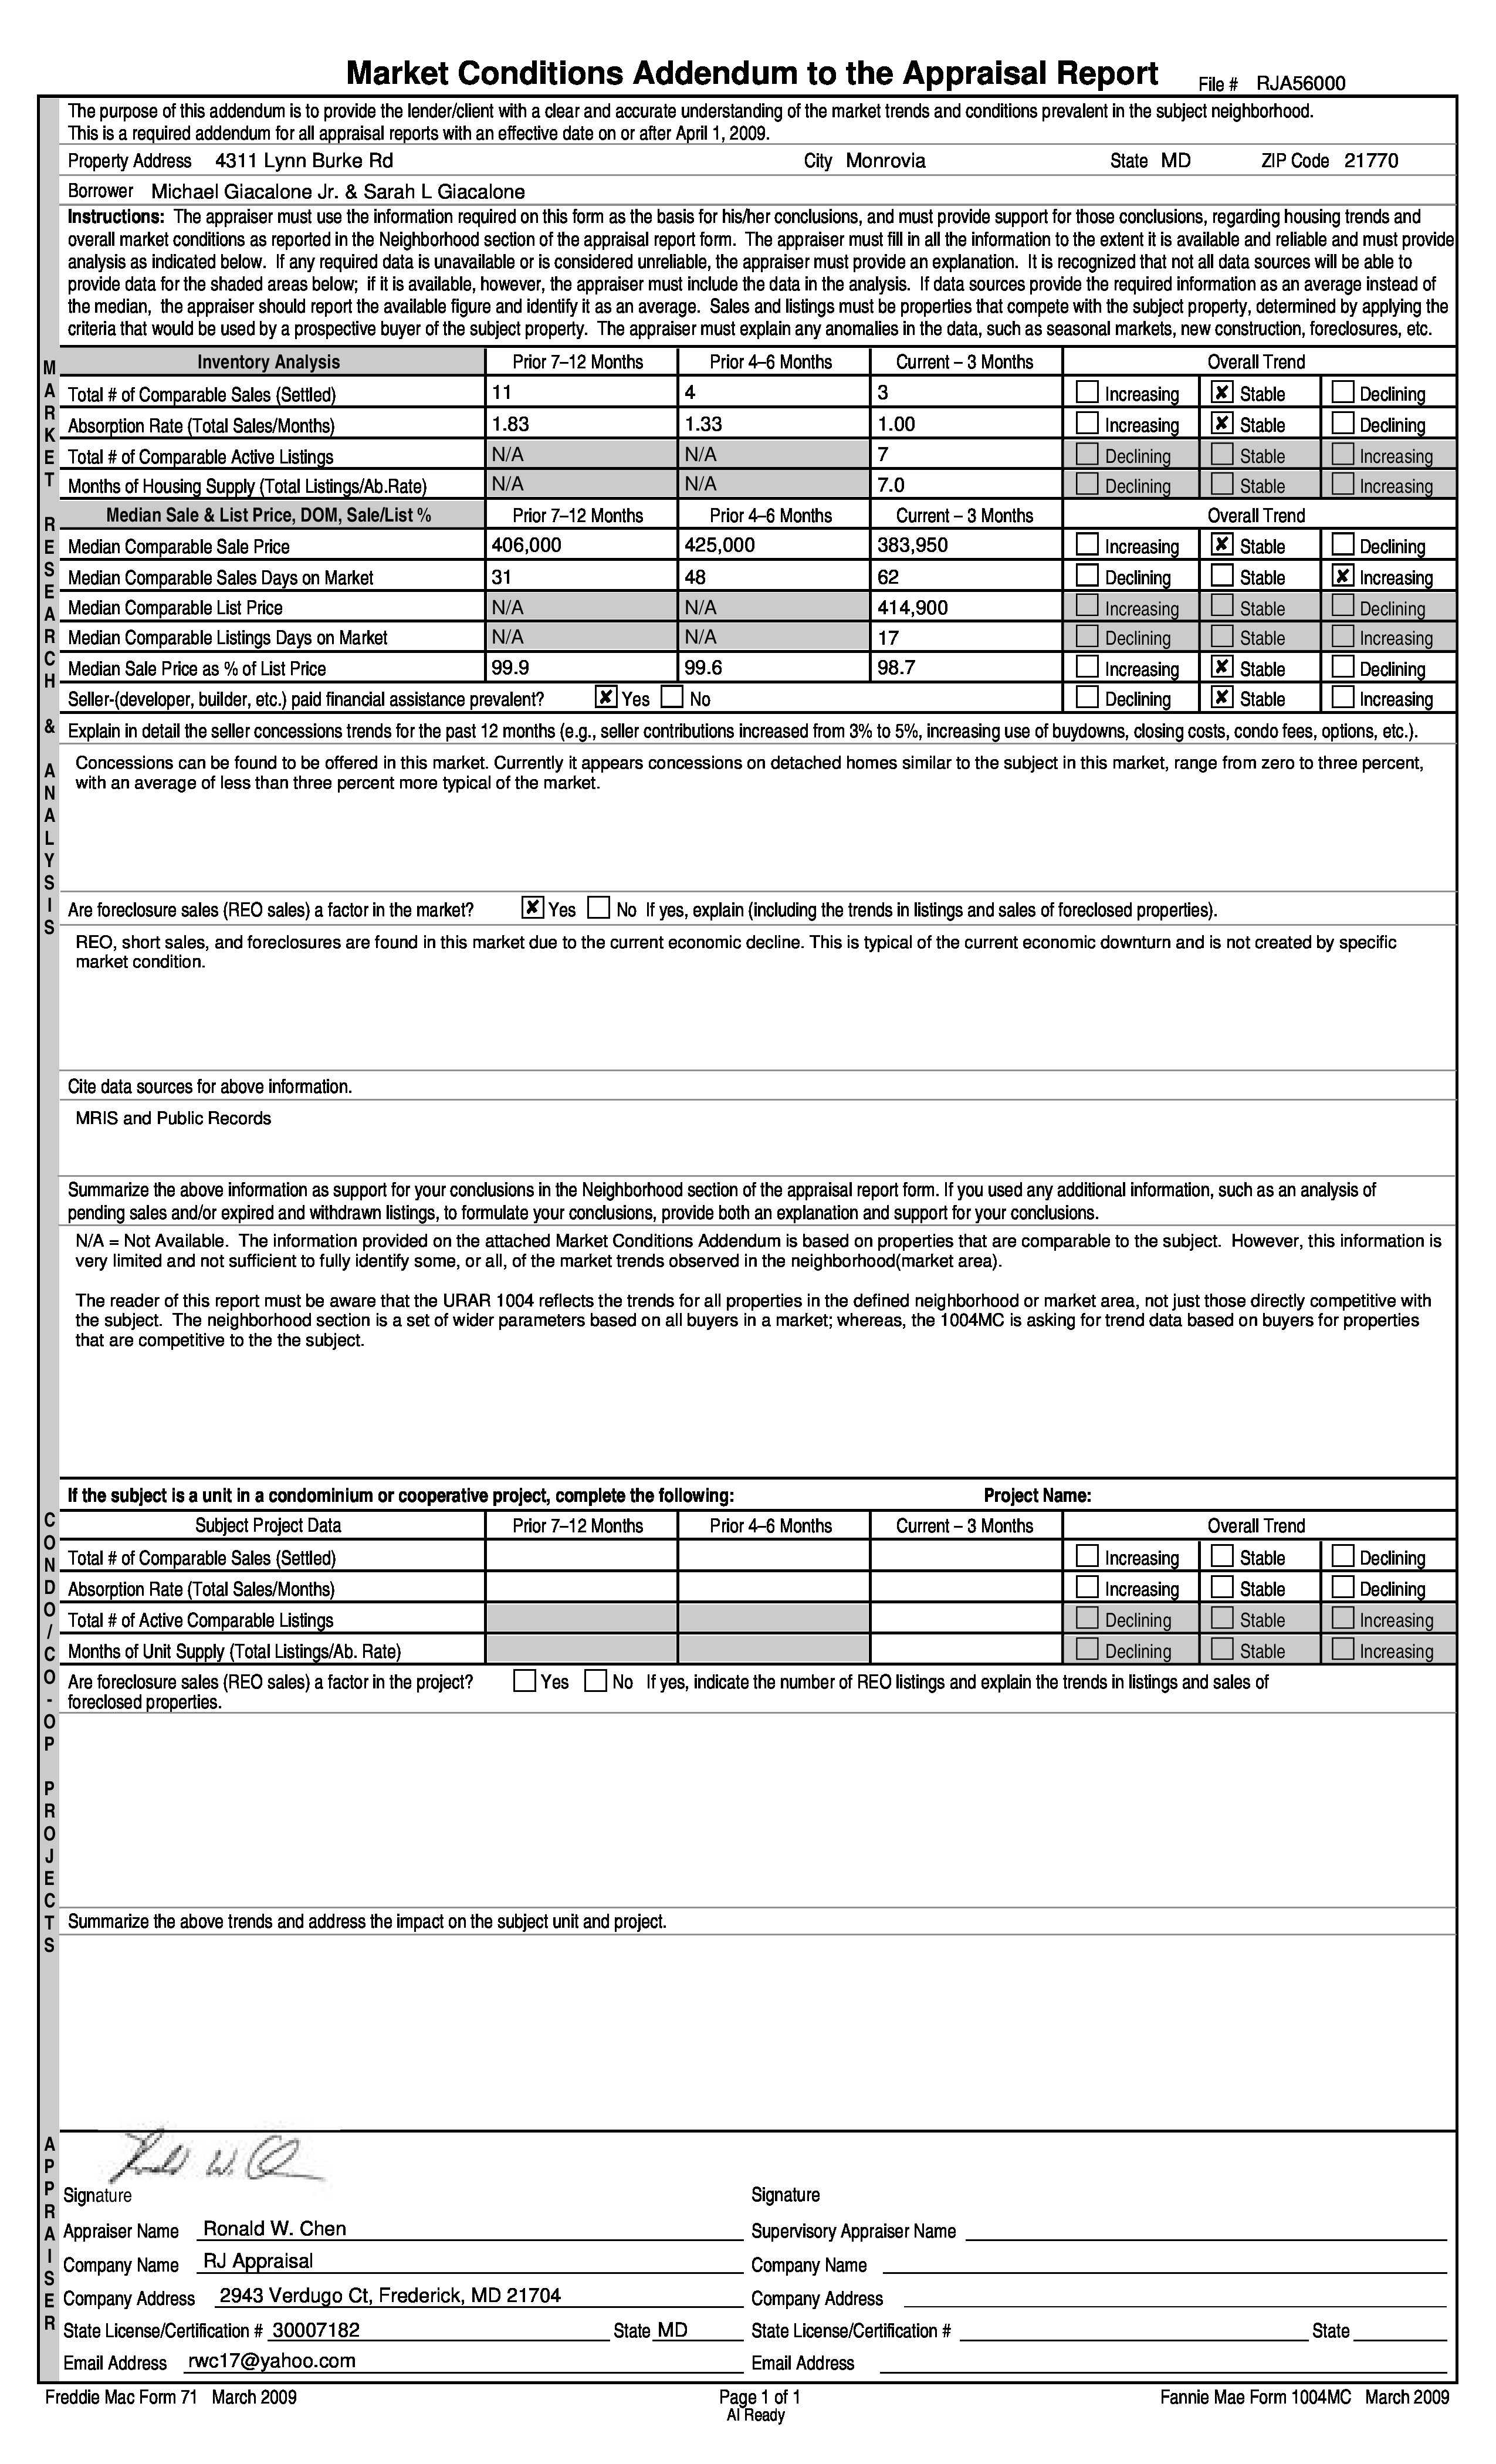 Market Conditions Addendum to the Appraisal Report File # RJA56000
The purpose of this addendum is to provide the lender/client with a clear and accurate understanding of the market trends and conditions prevalent in the subject neighborhood.
This is a required addendum for all appraisal reports with an effective date on or after April 1, 2009.
Property Address 4311 Lynn Burke Rd City Monrovia State MD ZIP Code 21770
Borrower Michael Giacalone Jr. & Sarah L Giacalone
Instructions: The appraiser must use the information required on this form as the basis for his/her conclusions, and must provide support for those conclusions, regarding housing trends and
overall market conditions as reported in the Neighborhood section of the appraisal report form. The appraiser must fill in all the information to the extent it is available and reliable and must provide
analysis as indicated below. If any required data is unavailable or is considered unreliable, the appraiser must provide an explanation. It is recognized that not all data sources will be able to
provide data for the shaded areas below; if it is available, however, the appraiser must include the data in the analysis. If data sources provide the required information as an average instead of
the median, the appraiser should report the available figure and identify it as an average. Sales and listings must be properties that compete with the subject property, determined by applying the
criteria that would be used by a prospective buyer of the subject property. The appraiser must explain any anomalies in the data, such as seasonal markets, new construction, foreclosures, etc.
MARKET RESEARCH & ANALYSIS
Inventory Analysis Prior 7–12 Months Prior 4–6 Months Current – 3 Months Overall Trend
Total # of Comparable Sales (Settled) 11 4 3 Increasing ✘ Stable Declining
Absorption Rate (Total Sales/Months) 1.83 1.33 1.00 Increasing ✘ Stable Declining
Total # of Comparable Active Listings N/A N/A 7 Declining Stable Increasing
Months of Housing Supply (Total Listings/Ab.Rate) N/A N/A 7.0 Declining Stable Increasing
Median Sale & List Price, DOM, Sale/List % Prior 7–12 Months Prior 4–6 Months Current – 3 Months Overall Trend
Median Comparable Sale Price 406,000 425,000 383,950 Increasing ✘ Stable Declining
Median Comparable Sales Days on Market 31 48 62 Declining Stable ✘ Increasing
Median Comparable List Price N/A N/A 414,900 Increasing Stable Declining
Median Comparable Listings Days on Market N/A N/A 17 Declining Stable Increasing
Median Sale Price as % of List Price 99.9 99.6 98.7 Increasing ✘ Stable Declining
Seller-(developer, builder, etc.) paid financial assistance prevalent? ✘ Yes No Declining ✘ Stable Increasing
Explain in detail the seller concessions trends for the past 12 months (e.g., seller contributions increased from 3% to 5%, increasing use of buydowns, closing costs, condo fees, options, etc.).
Concessions can be found to be offered in this market. Currently it appears concessions on detached homes similar to the subject in this market, range from zero to three percent,
with an average of less than three percent more typical of the market.
Are foreclosure sales (REO sales) a factor in the market? ✘ Yes No If yes, explain (including the trends in listings and sales of foreclosed properties).
REO, short sales, and foreclosures are found in this market due to the current economic decline. This is typical of the current economic downturn and is not created by specific
market condition.
Cite data sources for above information.
MRIS and Public Records
Summarize the above information as support for your conclusions in the Neighborhood section of the appraisal report form. If you used any additional information, such as an analysis of
pending sales and/or expired and withdrawn listings, to formulate your conclusions, provide both an explanation and support for your conclusions.
N/A = Not Available. The information provided on the attached Market Conditions Addendum is based on properties that are comparable to the subject. However, this information is
very limited and not sufficient to fully identify some, or all, of the market trends observed in the neighborhood(market area).
The reader of this report must be aware that the URAR 1004 reflects the trends for all properties in the defined neighborhood or market area, not just those directly competitive with
the subject. The neighborhood section is a set of wider parameters based on all buyers in a market; whereas, the 1004MC is asking for trend data based on buyers for properties
that are competitive to the the subject.
CONDO/CO-OP PROJECTS
If the subject is a unit in a condominium or cooperative project, complete the following: Project Name:
Subject Project Data Prior 7–12 Months Prior 4–6 Months Current – 3 Months Overall Trend
Total # of Comparable Sales (Settled) Increasing Stable Declining
Absorption Rate (Total Sales/Months) Increasing Stable Declining
Total # of Active Comparable Listings Declining Stable Increasing
Months of Unit Supply (Total Listings/Ab. Rate) Declining Stable Increasing
Are foreclosure sales (REO sales) a factor in the project? Yes No If yes, indicate the number of REO listings and explain the trends in listings and sales of
foreclosed properties.
Summarize the above trends and address the impact on the subject unit and project.
APPRAISER
Signature Signature
Appraiser Name Ronald W. Chen Supervisory Appraiser Name
Company Name RJ Appraisal Company Name
Company Address 2943 Verdugo Ct, Frederick, MD 21704 Company Address
State License/Certification # 30007182 State MD State License/Certification # State
Email Address rwc17@yahoo.com Email Address
Freddie Mac Form 71 March 2009 Page 1 of 1 Fannie Mae Form 1004MC March 2009
AI Ready